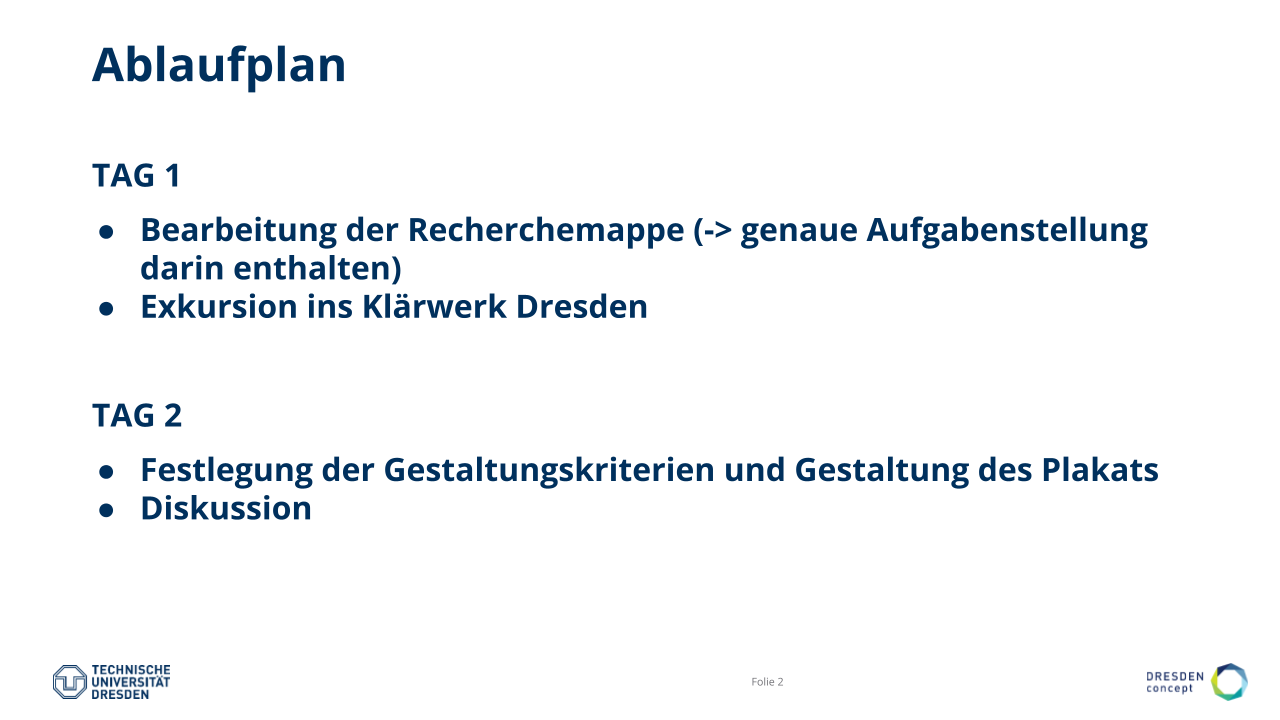 Ablaufplan
TAG 1
● Bearbeitung der Recherchemappe (-> genaue Aufgabenstellung
darin enthalten)
● Exkursion ins Klärwerk Dresden
TAG 2
● Festlegung der Gestaltungskriterien und Gestaltung des Plakats
● Diskussion
TECHNISCHE
UNIVERSITÄT
DRESDEN
Folie 2
DRESDEN
concept